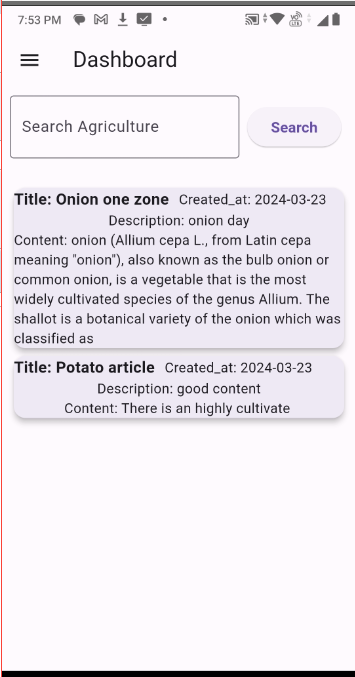 7:53 PM
Dashboard
Search Agriculture
Search
Title: Onion one zone Created_at: 2024-03-23
Description: onion day
Content: onion (Allium cepa L., from Latin cepa
meaning "onion"), also known as the bulb onion or
common onion, is a vegetable that is the most
widely cultivated species of the genus Allium. The
shallot is a botanical variety of the onion which was
classified as
Title: Potato article Created_at: 2024-03-23
Description: good content
Content: There is an highly cultivate